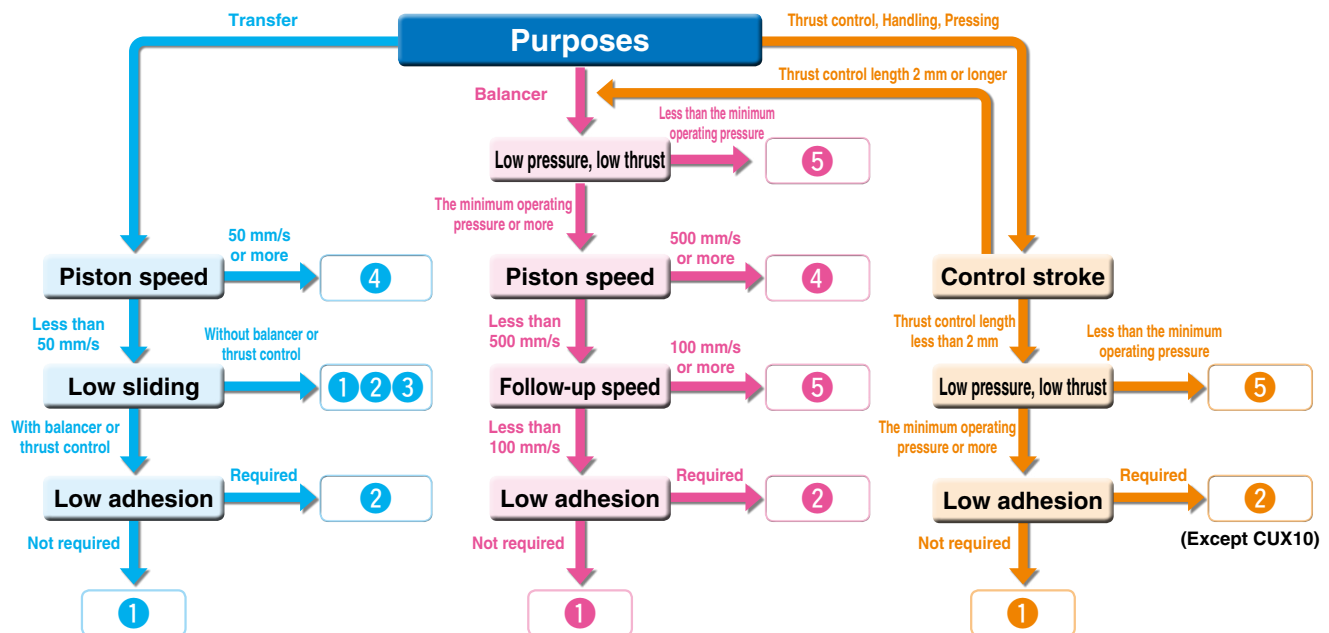 Transfer
Purposes
Thrust control, Handling, Pressing
Thrust control length 2 mm or longer
Balancer
Less than the minimum
operating pressure
Low pressure, low thrust
5
The minimum operating
pressure or more
50 mm/s
or more
500 mm/s
or more
Piston speed
4
Piston speed
4
Control stroke
Less than
50 mm/s
Without balancer or
thrust control
Less than
500 mm/s
100 mm/s
or more
Thrust control length
less than 2 mm
Less than the minimum
operating pressure
Low sliding
1 2 3
Follow-up speed
5
Low pressure, low thrust
5
With balancer or
thrust control
Less than
100 mm/s
The minimum operating
pressure or more
Low adhesion
Required
2
Low adhesion
Required
2
Low adhesion
Required
2
(Except CUX10)
Not required
Not required
Not required
1
1
1